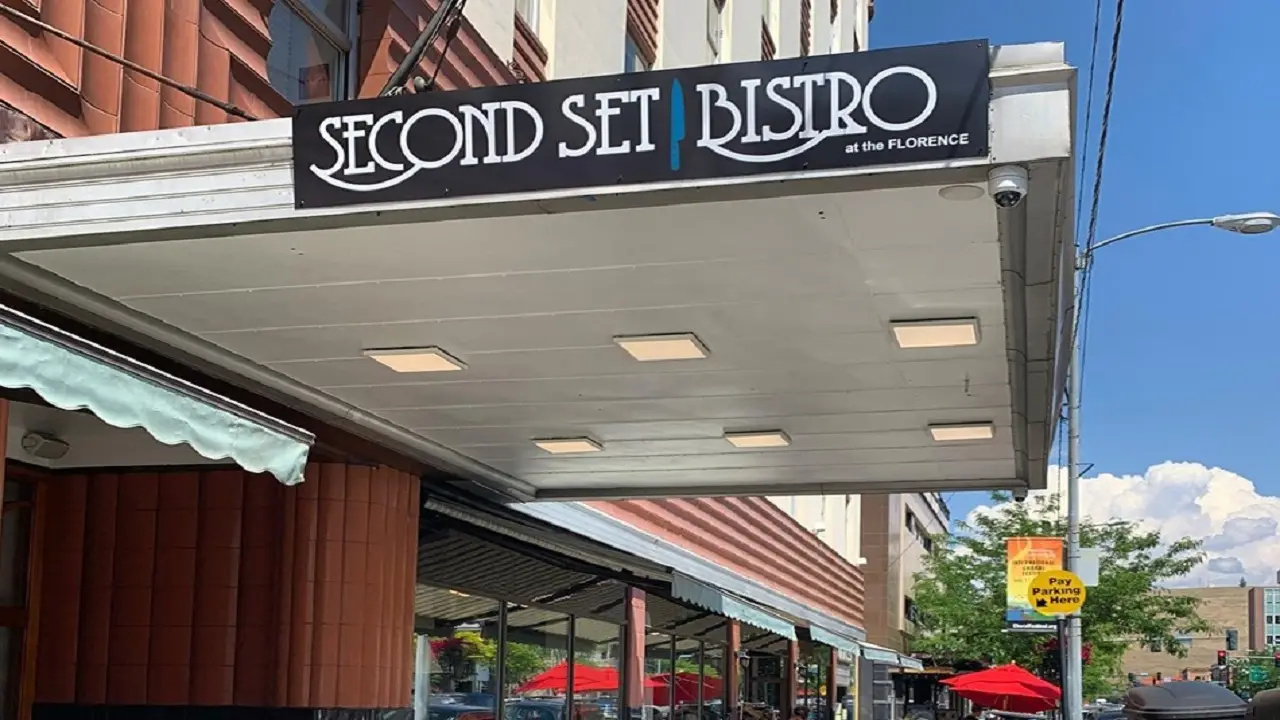 SECOND SET BISTRO
at the FLORENCE
Pay
Parking
Here